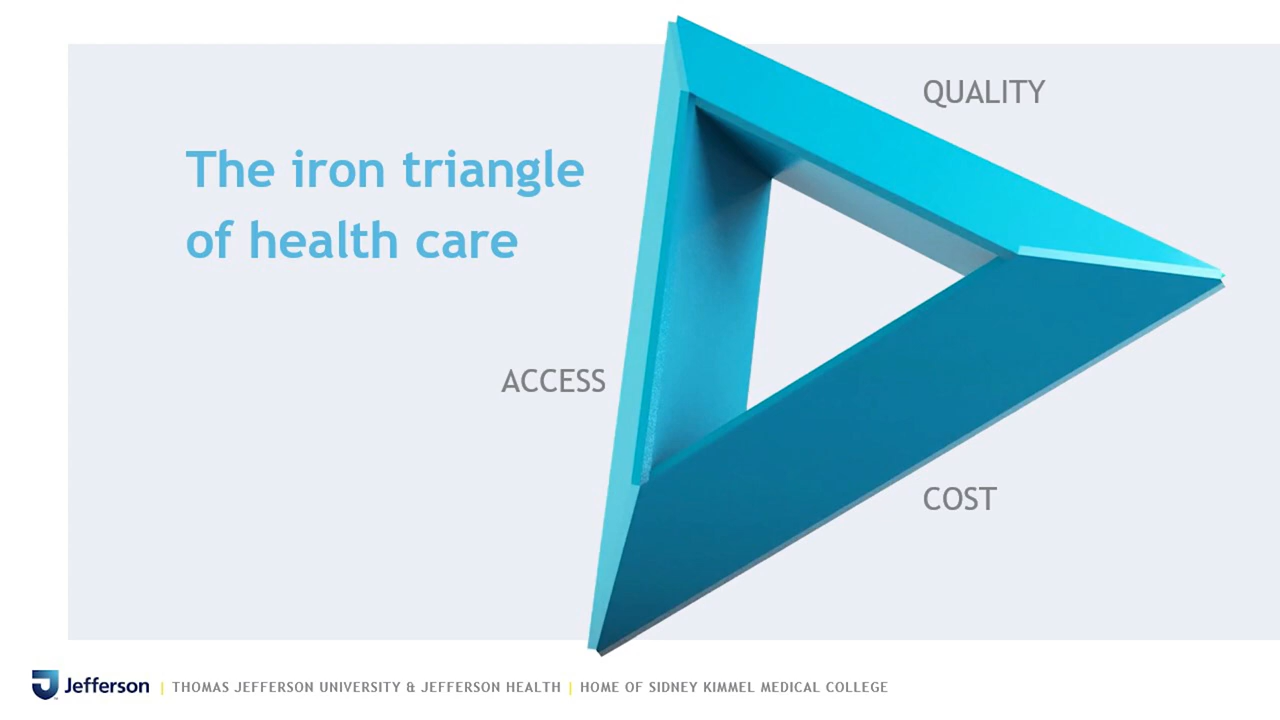 QUALITY
The iron triangle
of health care
ACCESS
COST
Jefferson | THOMAS JEFFERSON UNIVERSITY & JEFFERSON HEALTH | HOME OF SIDNEY KIMMEL MEDICAL COLLEGE